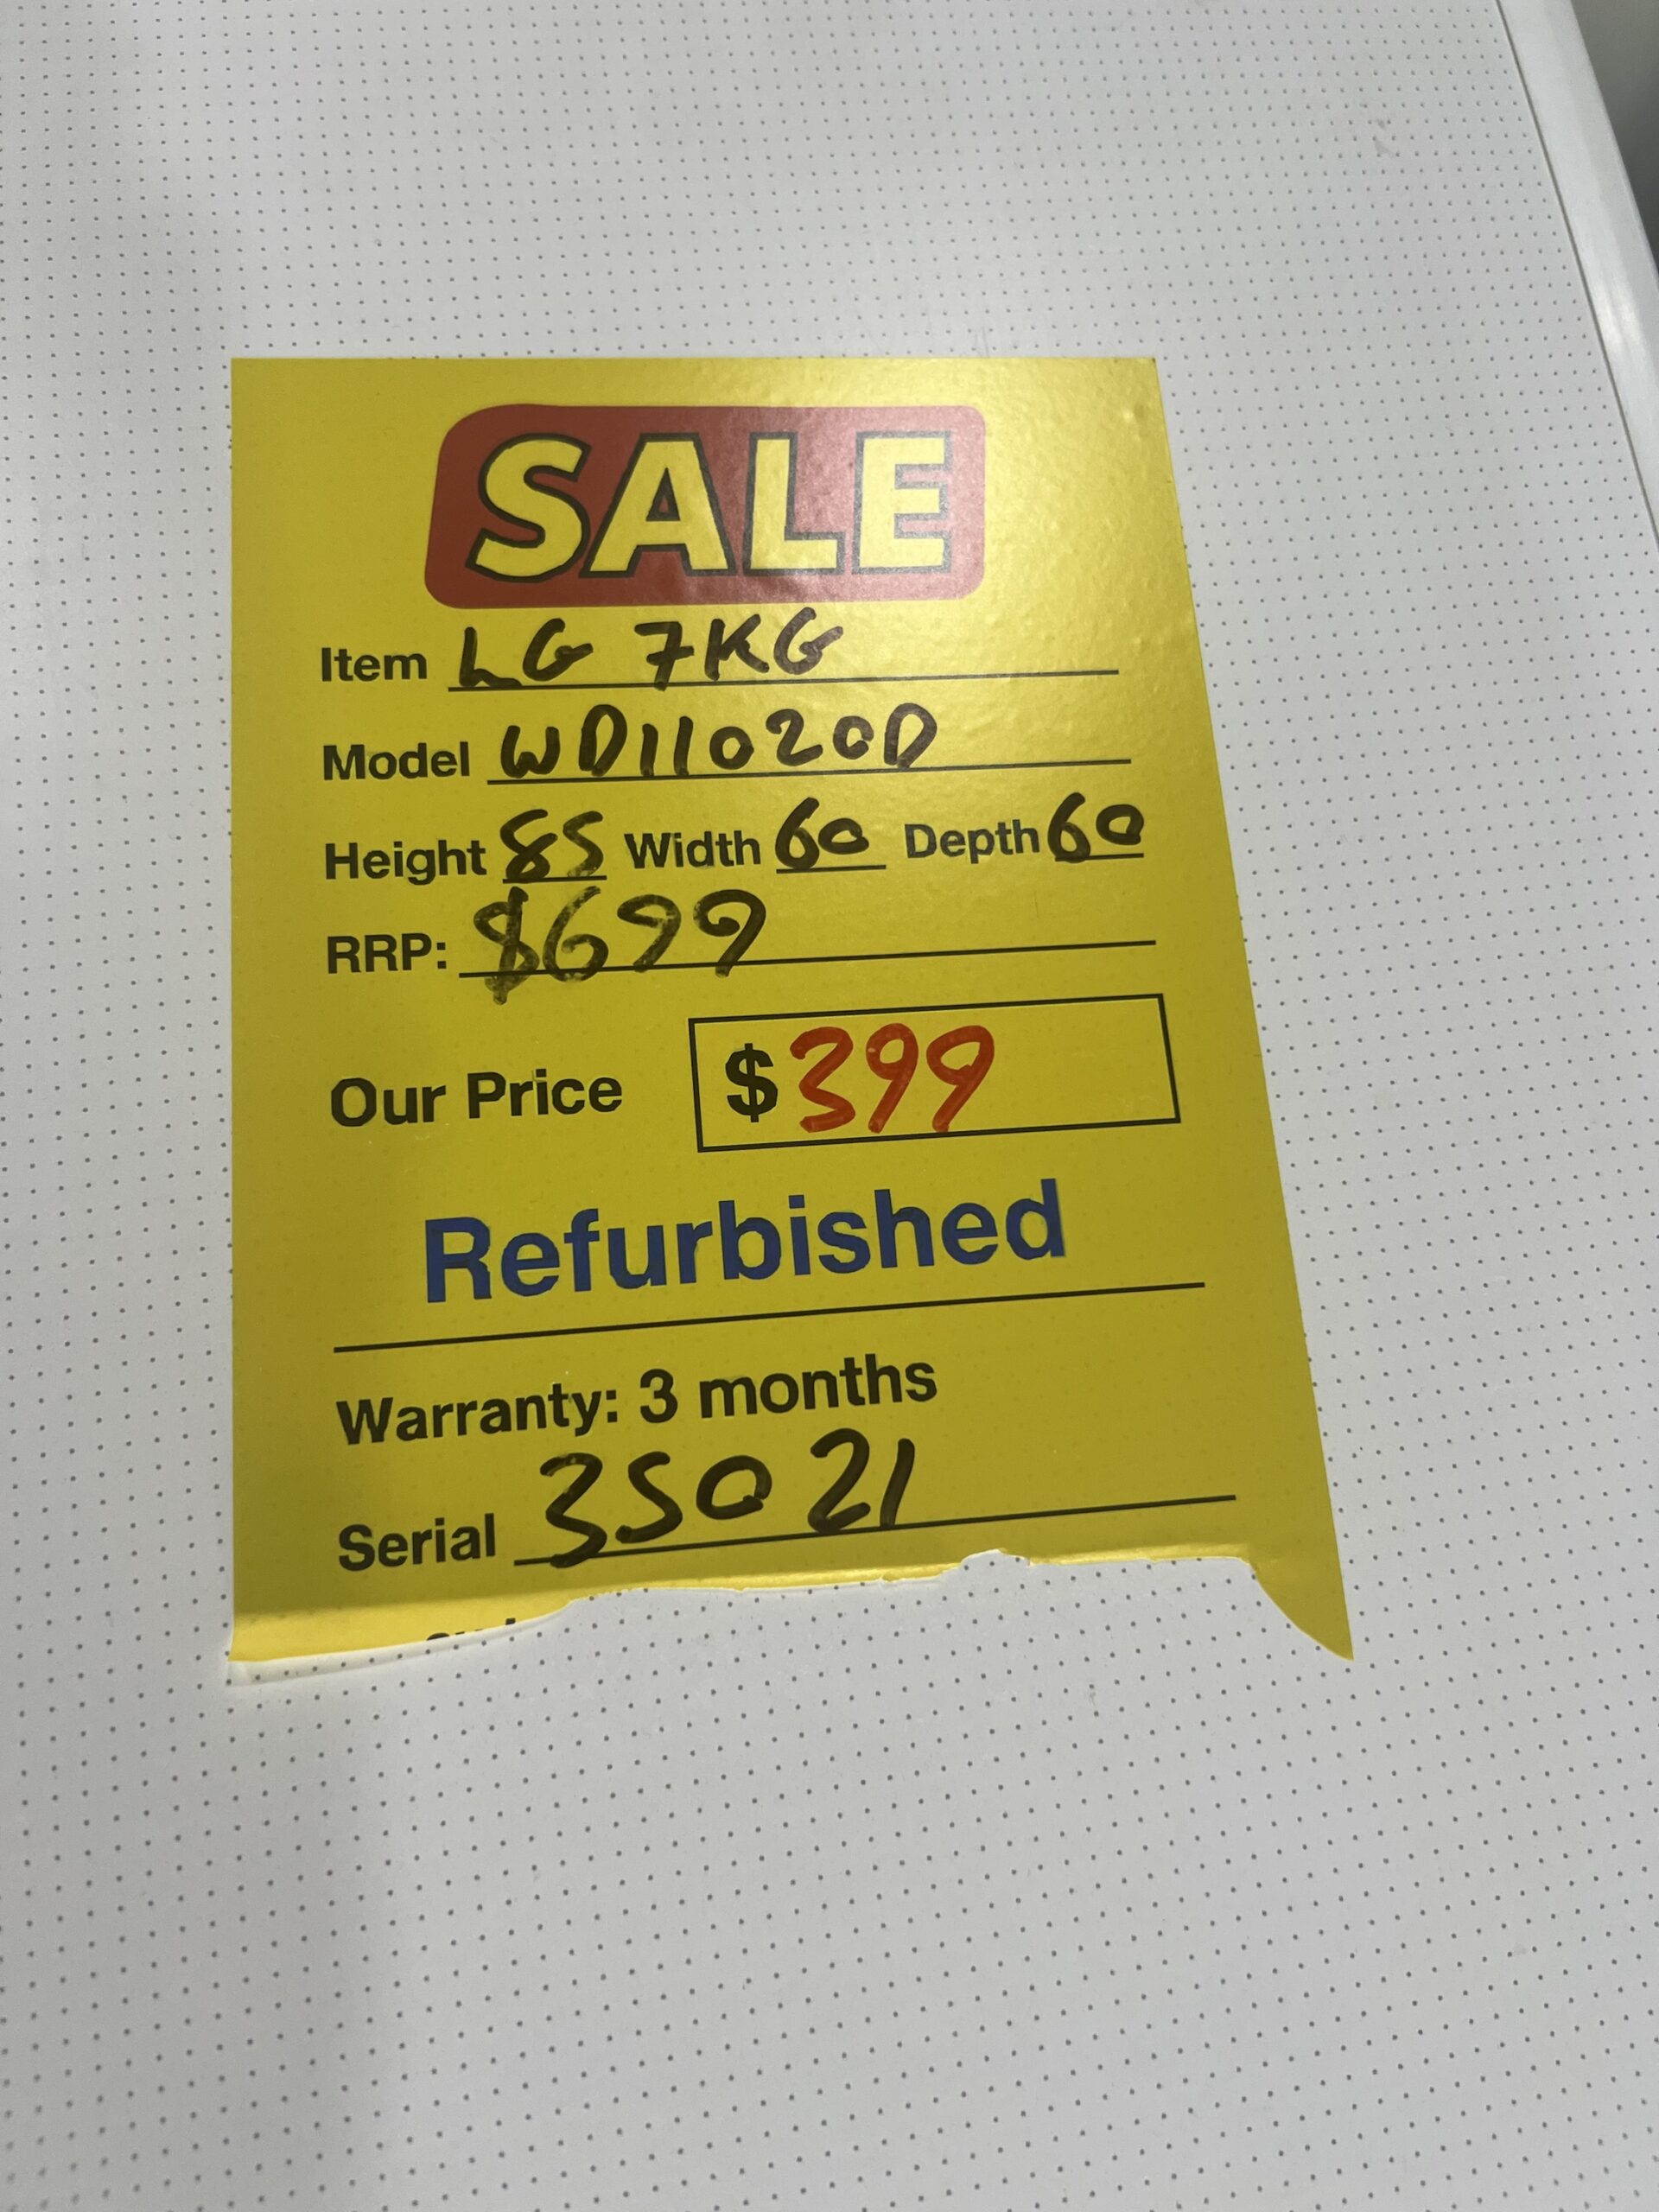 SALE
Item LG 7KG
Model WD11020D
Height 85 Width 60 Depth 60
RRP: $699
Our Price $399
Refurbished
Warranty: 3 months
Serial 35021